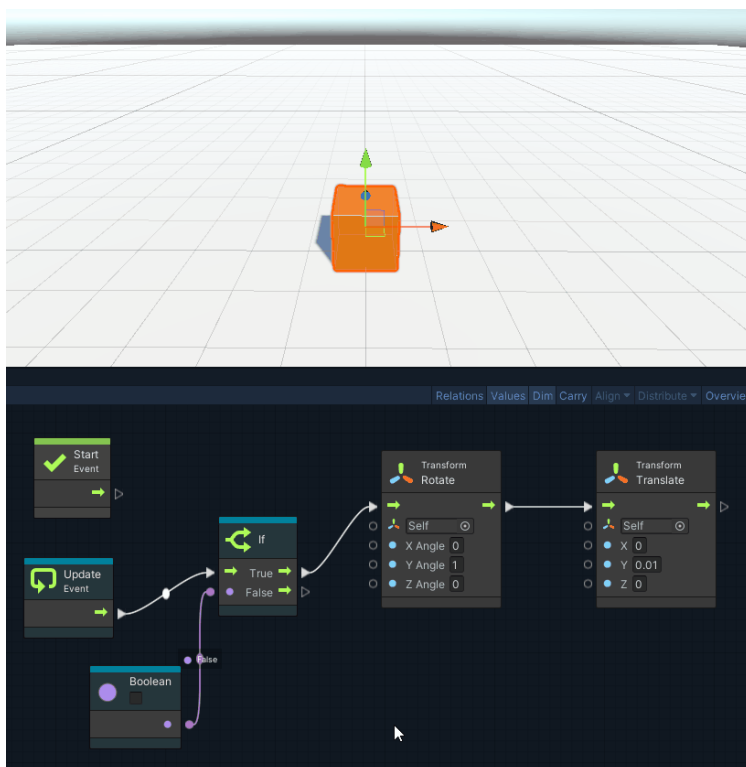 Relations Values Dim Carry Align Distribute Overvie
Start
Event
Update
Event
If
True
False
Boolean
False
Transform
Rotate
Self
X Angle 0
Y Angle 1
Z Angle 0
Transform
Translate
Self
X 0
Y 0.01
Z 0